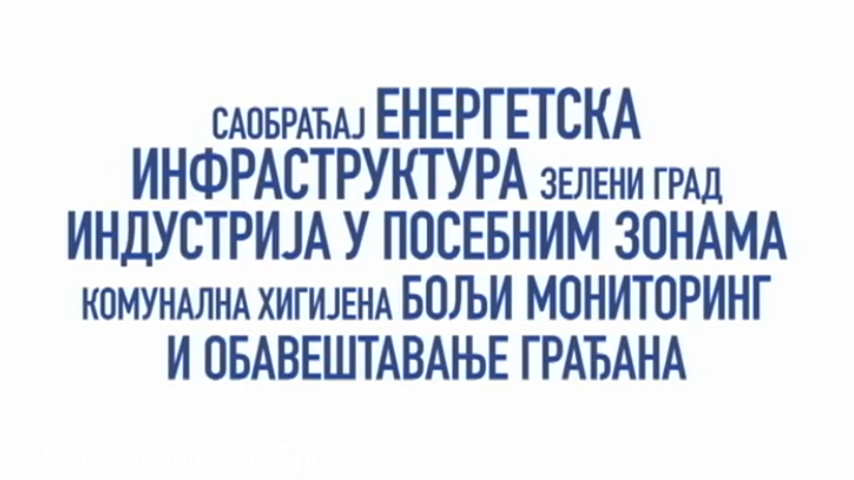 САОБРАЋАЈ ЕНЕРГЕТСКА
ИНФРАСТРУКТУРА ЗЕЛЕНИ ГРАД
ИНДУСТРИЈА У ПОСЕБНИМ ЗОНАМА
КОМУНАЛНА ХИГИЈЕНА БОЉИ МОНИТОРИНГ
И ОБАВЕШТАВАЊЕ ГРАЂАНА